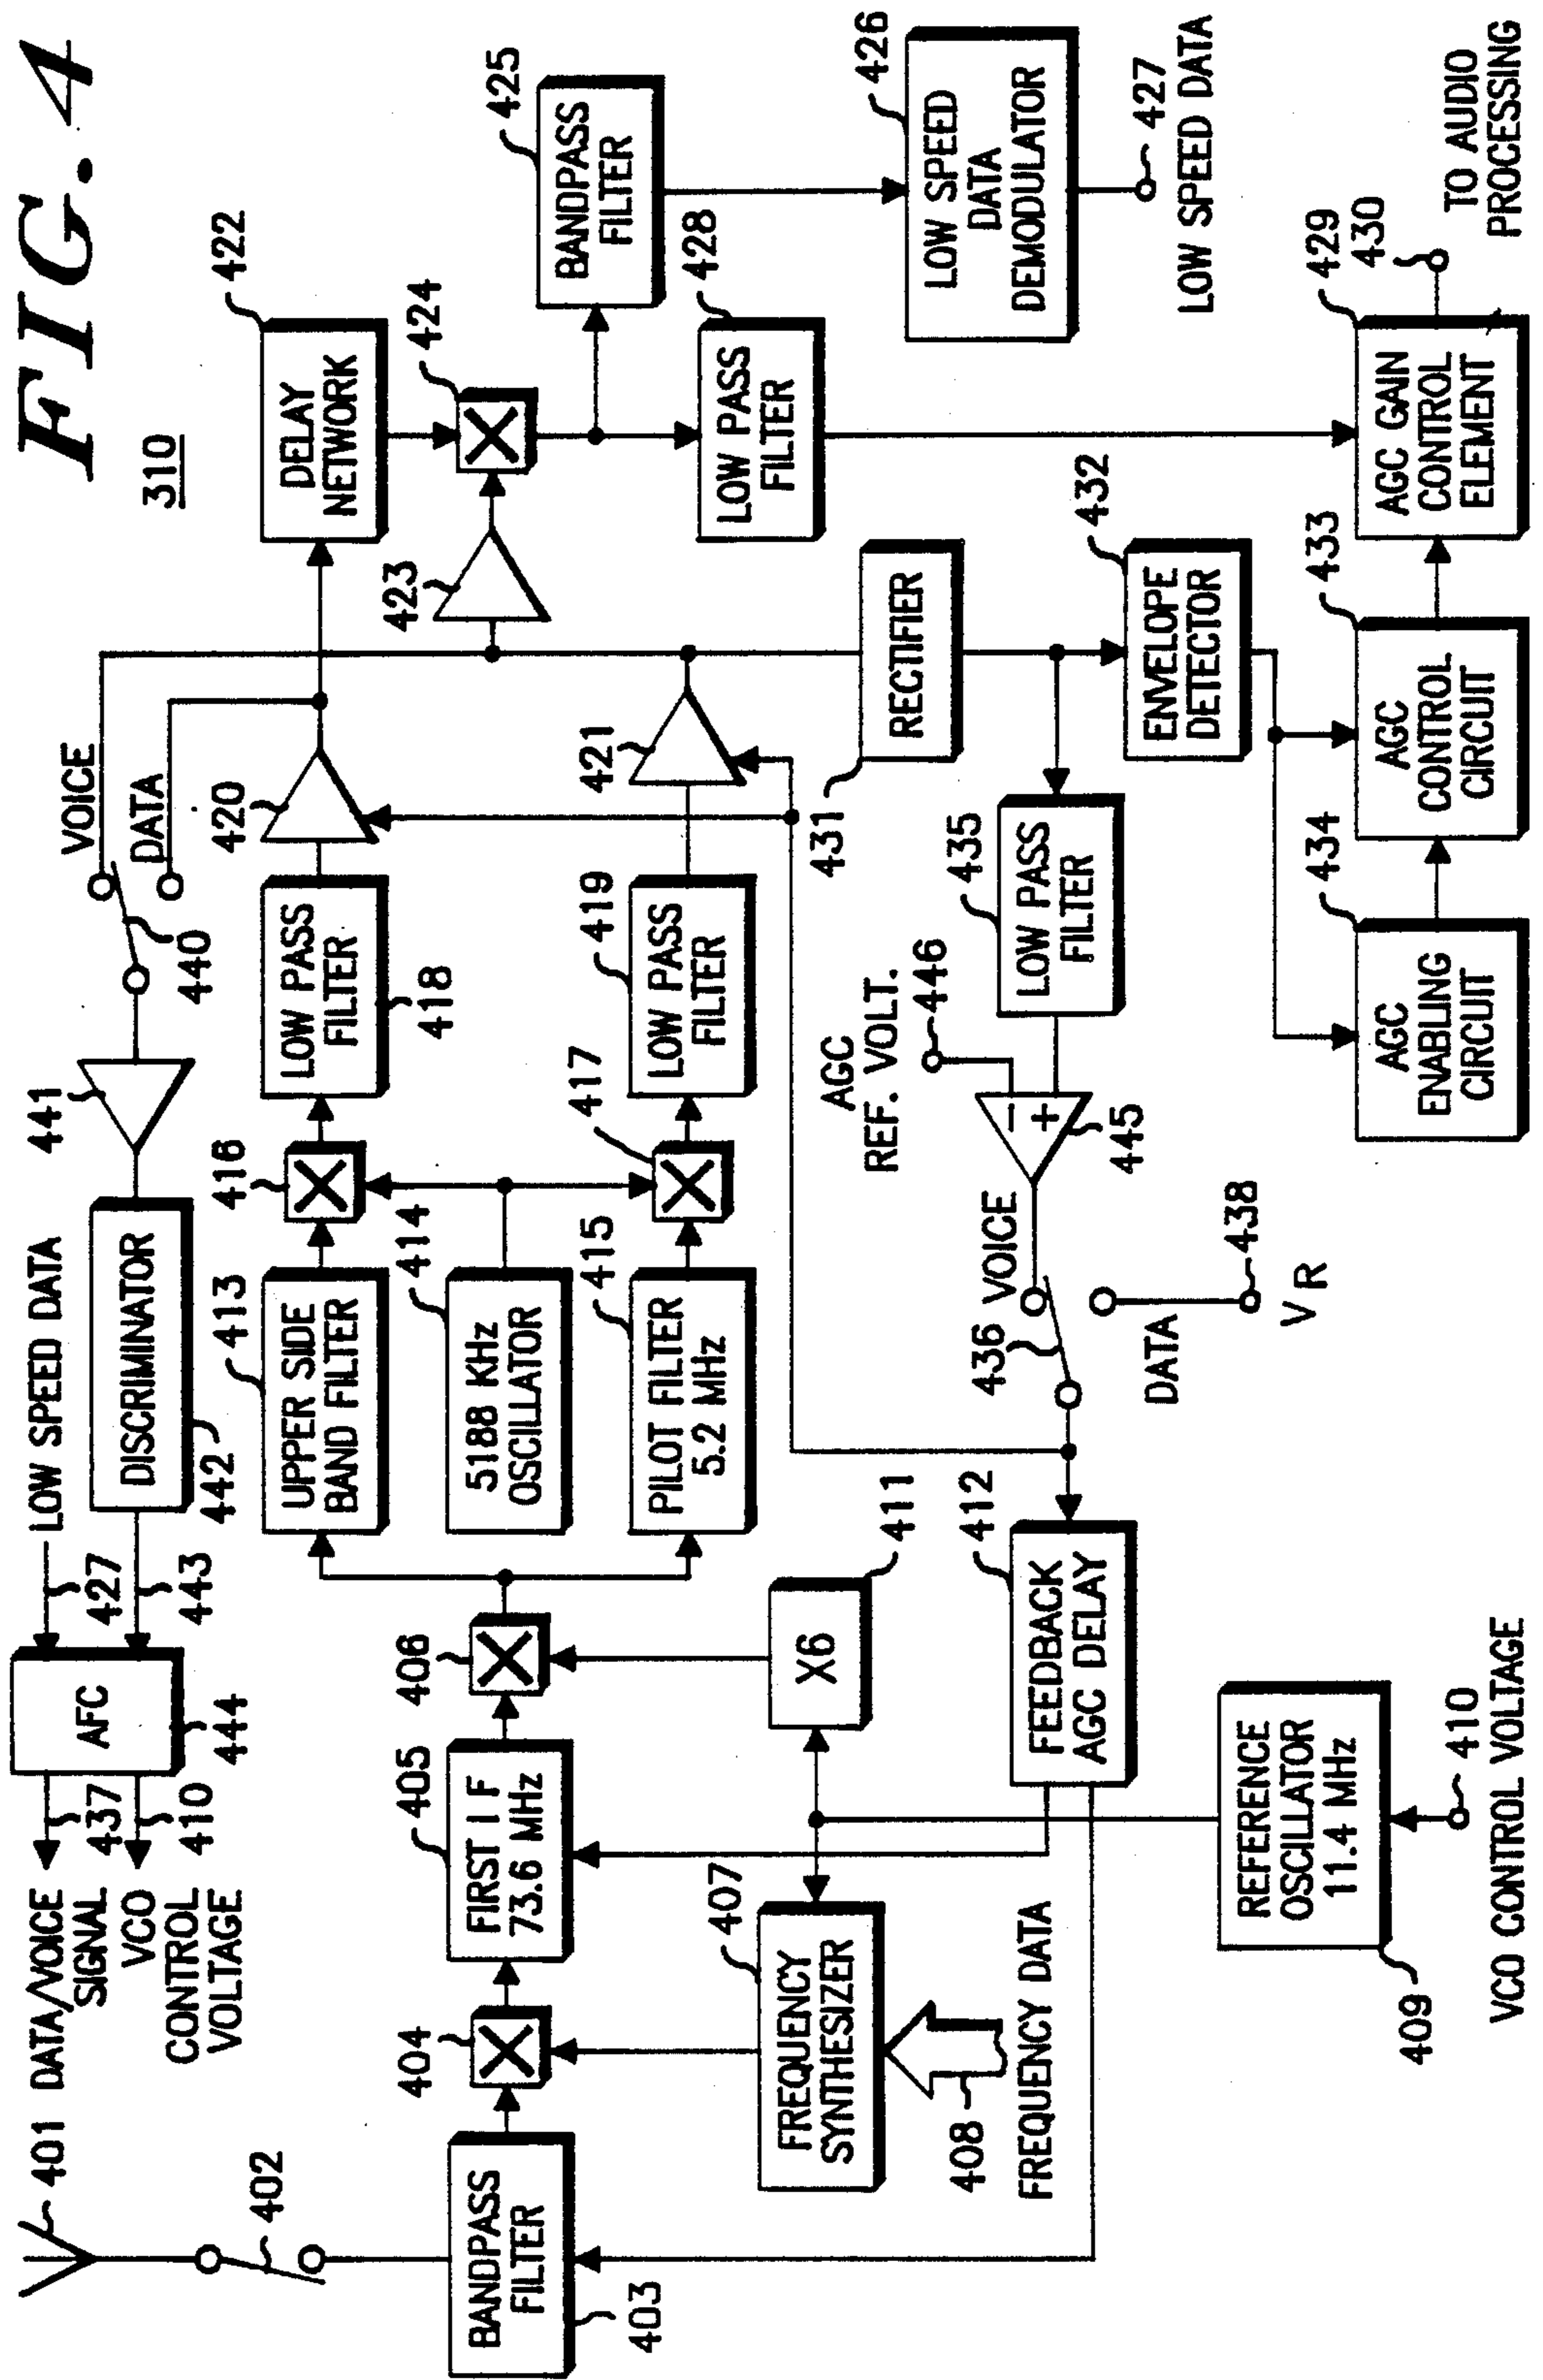 FIG. 4
310
401
402
DATA/VOICE
SIGNAL
VCO
CONTROL
VOLTAGE
437
410
AFC
444
427
443
LOW SPEED DATA
DISCRIMINATOR
442
441
440
VOICE
DATA
BANDPASS
FILTER
403
404
FIRST IF
73.6 MHz
405
406
UPPER SIDE
BAND FILTER
413
5188 KHz
OSCILLATOR
414
PILOT FILTER
5.2 MHz
415
416
417
LOW PASS
FILTER
418
LOW PASS
FILTER
419
420
421
DELAY
NETWORK
422
423
424
BANDPASS
FILTER
425
LOW PASS
FILTER
428
LOW SPEED
DATA
DEMODULATOR
426
427
LOW SPEED DATA
FREQUENCY
SYNTHESIZER
407
408
FREQUENCY DATA
X6
411
FEEDBACK
AGC DELAY
412
REFERENCE
OSCILLATOR
11.4 MHz
409
410
VCO CONTROL VOLTAGE
436
VOICE
DATA
438
VR
AGC
REF. VOLT.
446
−
+
445
LOW PASS
FILTER
435
RECTIFIER
431
ENVELOPE
DETECTOR
432
AGC
ENABLING
CIRCUIT
434
AGC
CONTROL
CIRCUIT
433
AGC GAIN
CONTROL
ELEMENT
429
430
TO AUDIO
PROCESSING